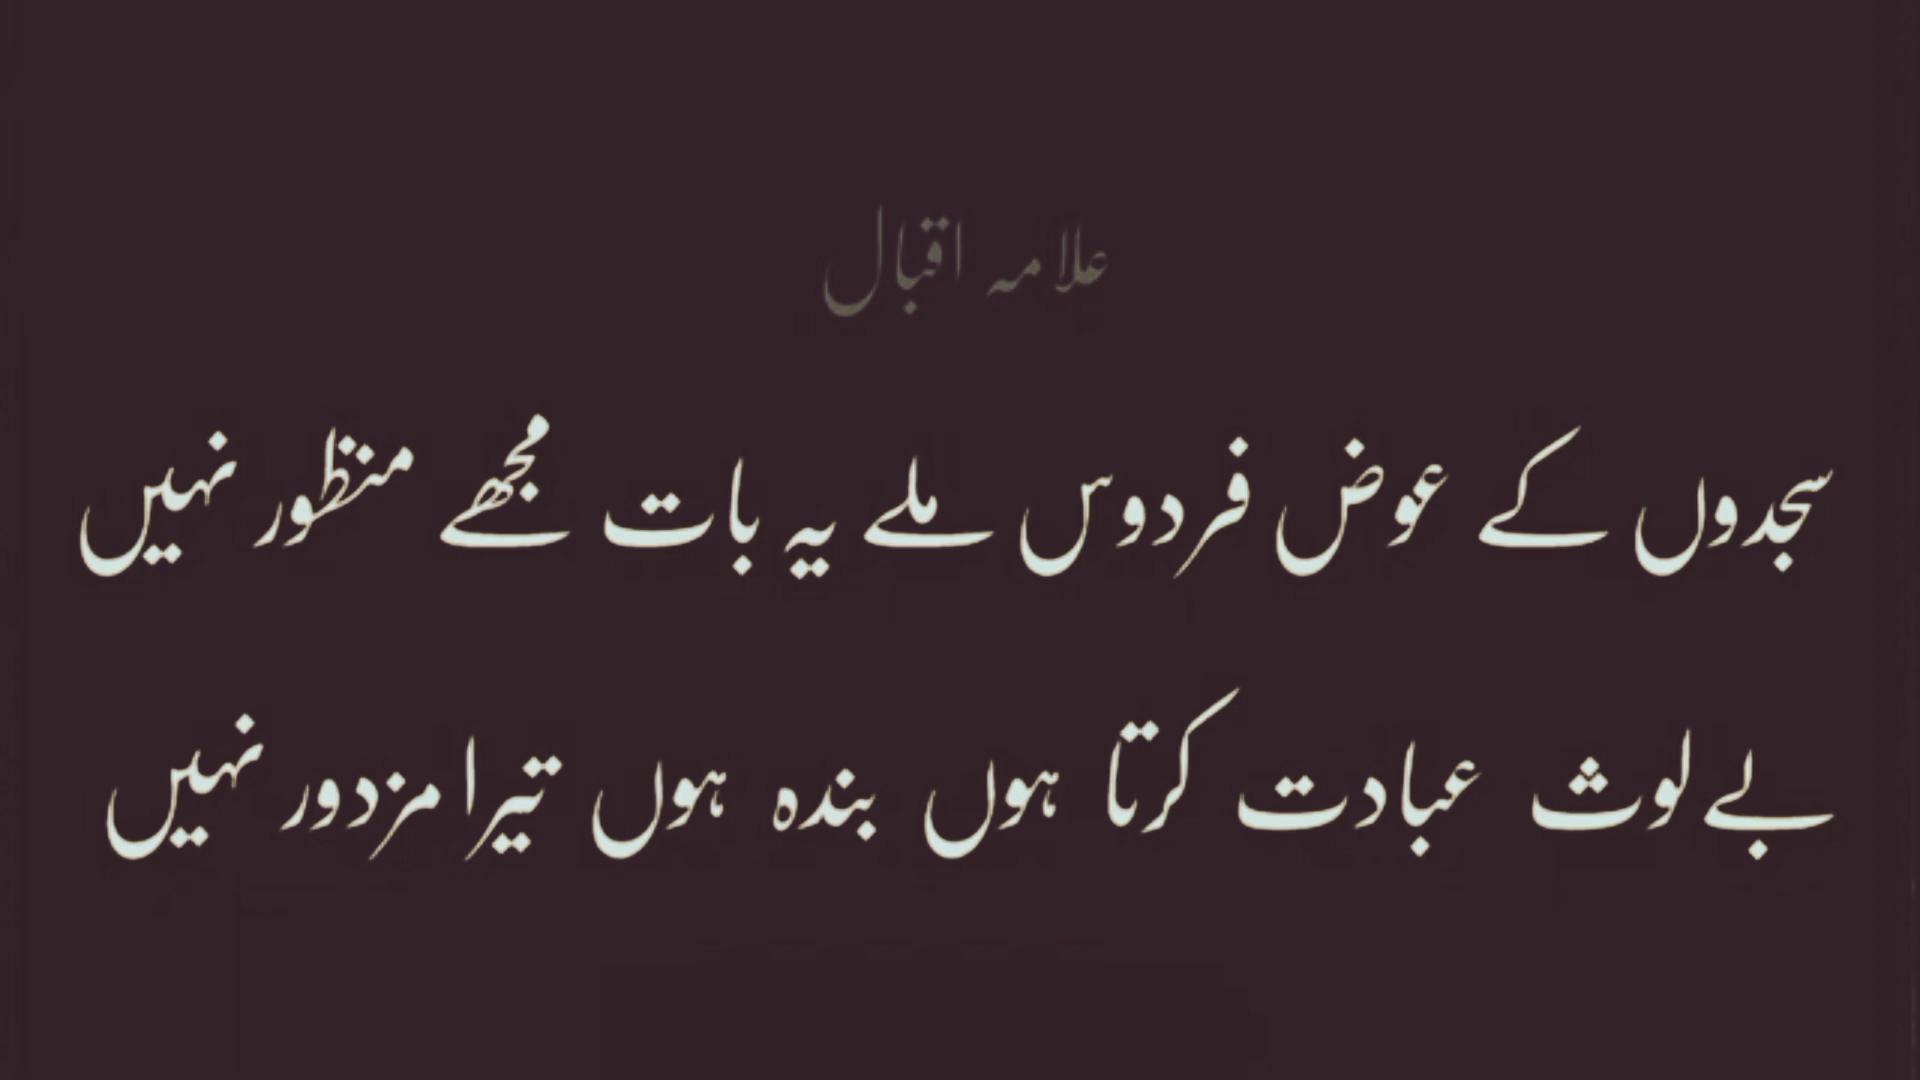 علامہ اقبال
سجدوں کے عوض فردوس ملے یہ بات مجھے منظور نہیں
بے لوث عبادت کرتا ہوں بندہ ہوں تیرا مزدور نہیں